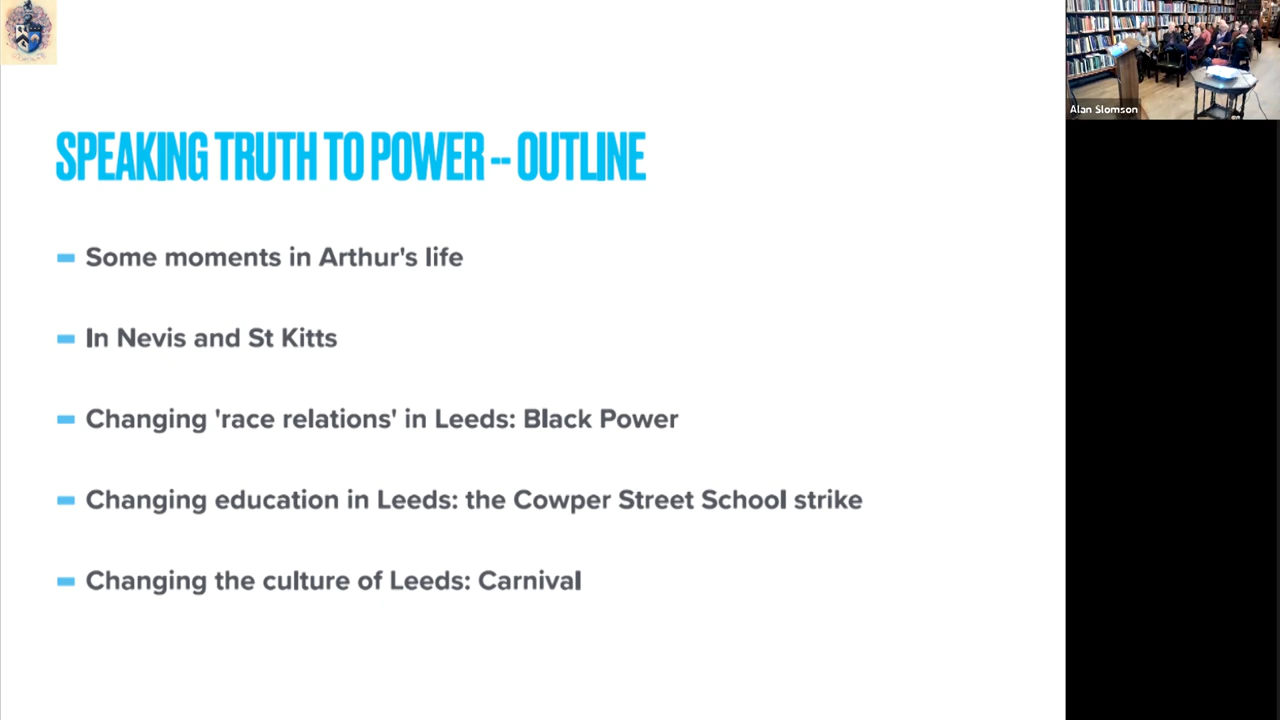 SPEAKING TRUTH TO POWER -- OUTLINE
Some moments in Arthur's life
In Nevis and St Kitts
Changing 'race relations' in Leeds: Black Power
Changing education in Leeds: the Cowper Street School strike
Changing the culture of Leeds: Carnival
Alan Slomson